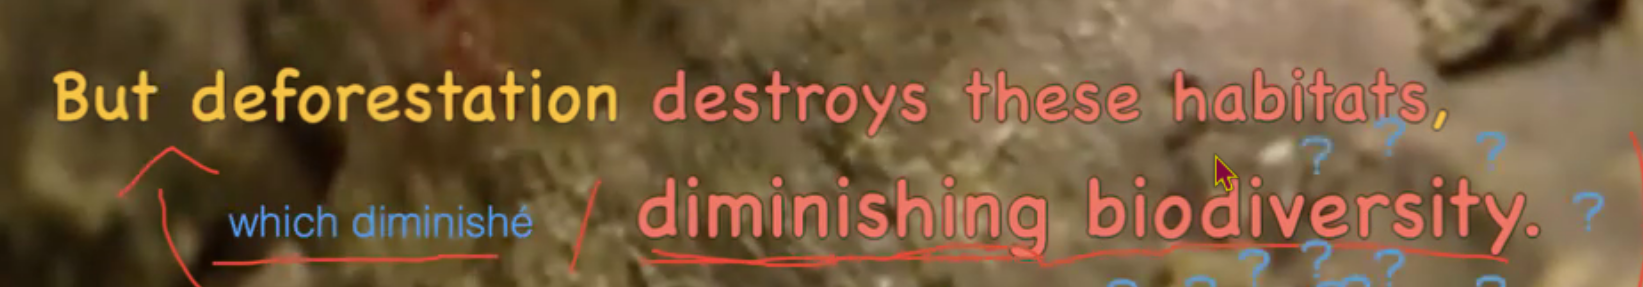 But deforestation destroys these habitats,
? ? ?
which diminishé / diminishing biodiversity. ?
? ? ?
? ? ? ? ?